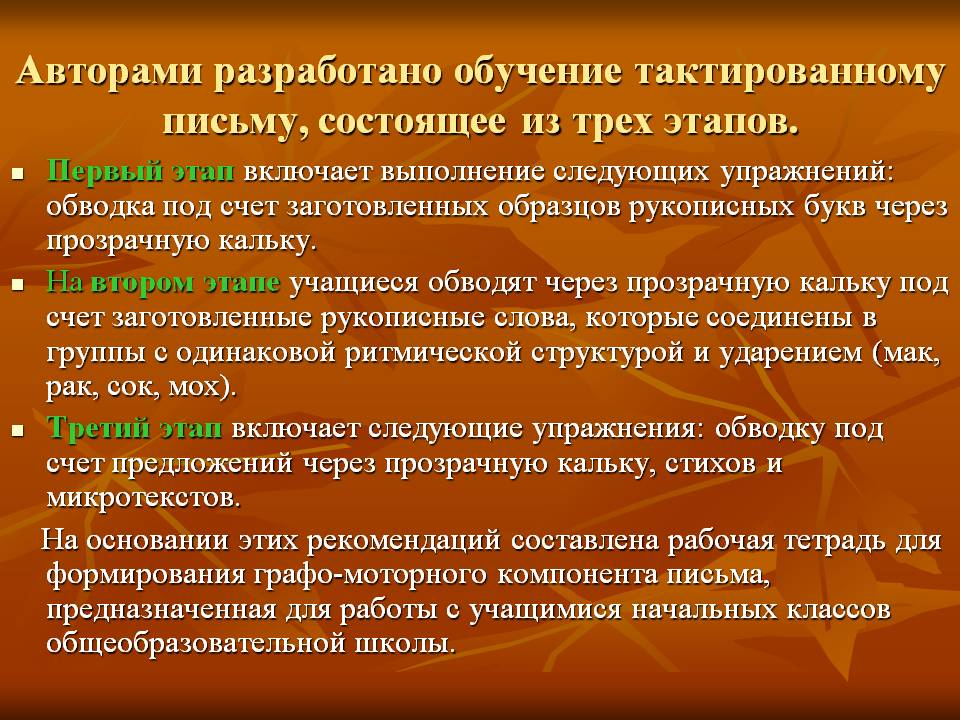 Авторами разработано обучение тактированному
письму, состоящее из трех этапов.
Первый этап включает выполнение следующих упражнений:
обводка под счет заготовленных образцов рукописных букв через
прозрачную кальку.
На втором этапе учащиеся обводят через прозрачную кальку под
счет заготовленные рукописные слова, которые соединены в
группы с одинаковой ритмической структурой и ударением (мак,
рак, сок, мох).
Третий этап включает следующие упражнения: обводку под
счет предложений через прозрачную кальку, стихов и
микротекстов.
На основании этих рекомендаций составлена рабочая тетрадь для
формирования графо-моторного компонента письма,
предназначенная для работы с учащимися начальных классов
общеобразовательной школы.